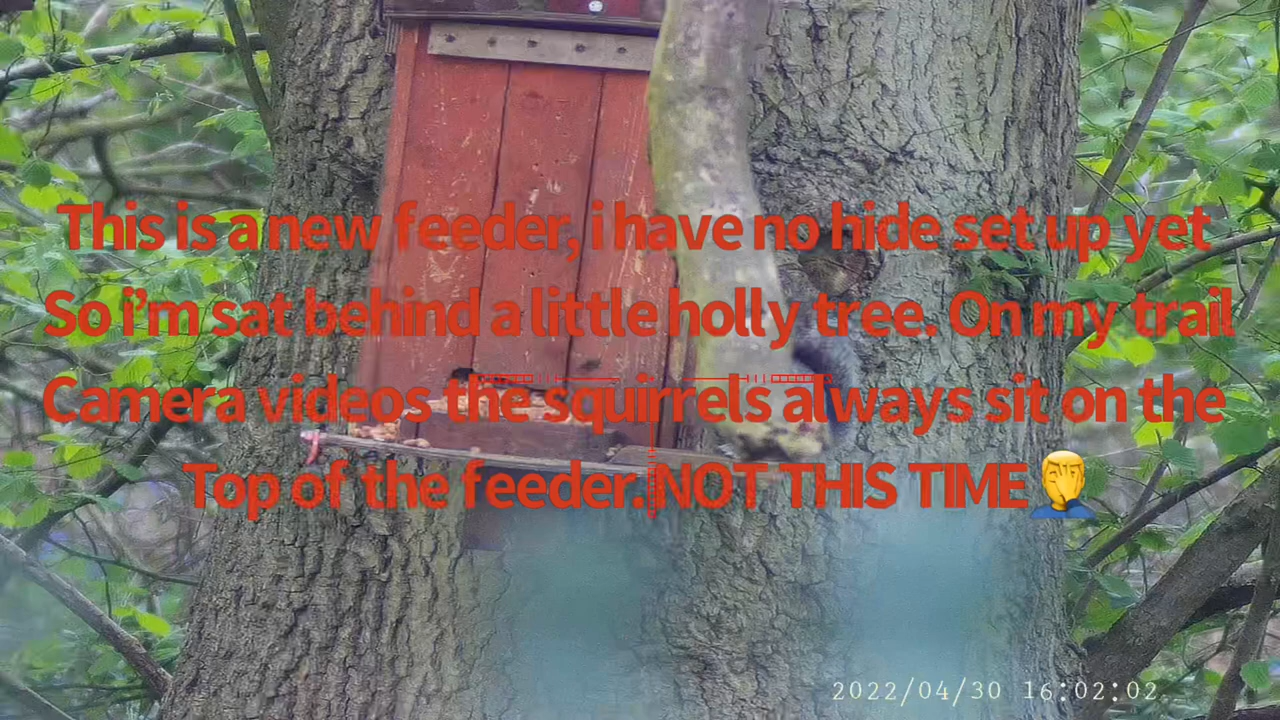 This is a new feeder, i have no hide set up yet
So i’m sat behind a little holly tree. On my trail
Camera videos the squirrels always sit on the
Top of the feeder. NOT THIS TIME🤦
2022/04/30 16:02:02